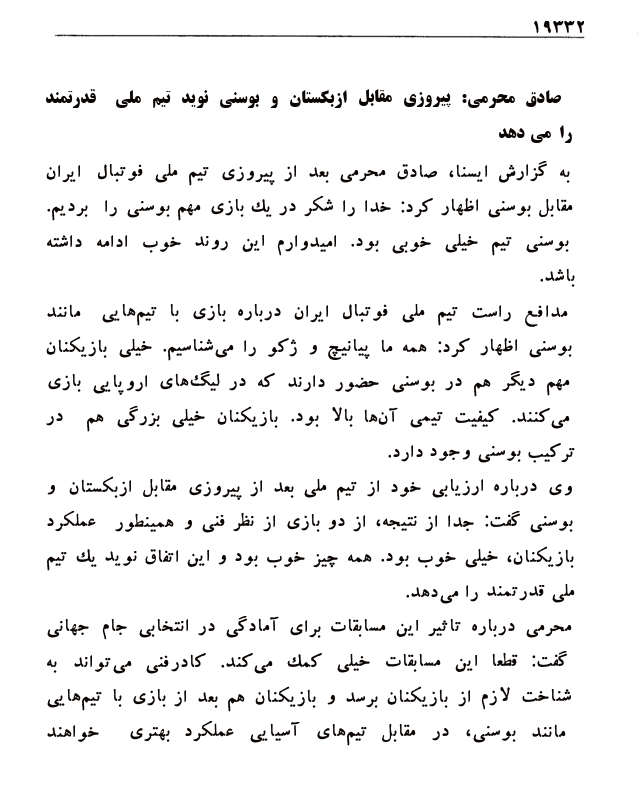 ۱۹۳۳۲
صادق محرمی: پیروزی مقابل ازبکستان و بوسنی نوید تیم ملی قدرتمند
را می دهد
به گزارش ایسنا، صادق محرمی بعد از پیروزی تیم ملی فوتبال ایران
مقابل بوسنی اظهار کرد: خدا را شکر در یك بازی مهم بوسنی را بردیم.
بوسنی تیم خیلی خوبی بود. امیدوارم این روند خوب ادامه داشته
باشد.
مدافع راست تیم ملی فوتبال ایران درباره بازی با تیم‌هایی مانند
بوسنی اظهار کرد: همه ما پیانیچ و ژکو را می‌شناسیم. خیلی بازیکنان
مهم دیگر هم در بوسنی حضور دارند که در لیگ‌های اروپایی بازی
می‌کنند. کیفیت تیمی آن‌ها بالا بود. بازیکنان خیلی بزرگی هم در
ترکیب بوسنی وجود دارد.
وی درباره ارزیابی خود از تیم ملی بعد از پیروزی مقابل ازبکستان و
بوسنی گفت: جدا از نتیجه، از دو بازی از نظر فنی و همینطور عملکرد
بازیکنان، خیلی خوب بود. همه چیز خوب بود و این اتفاق نوید یك تیم
ملی قدرتمند را می‌دهد.
محرمی درباره تاثیر این مسابقات برای آمادگی در انتخابی جام جهانی
گفت: قطعا این مسابقات خیلی کمك می‌کند. کادرفنی می‌تواند به
شناخت لازم از بازیکنان برسد و بازیکنان هم بعد از بازی با تیم‌هایی
مانند بوسنی، در مقابل تیم‌های آسیایی عملکرد بهتری خواهند